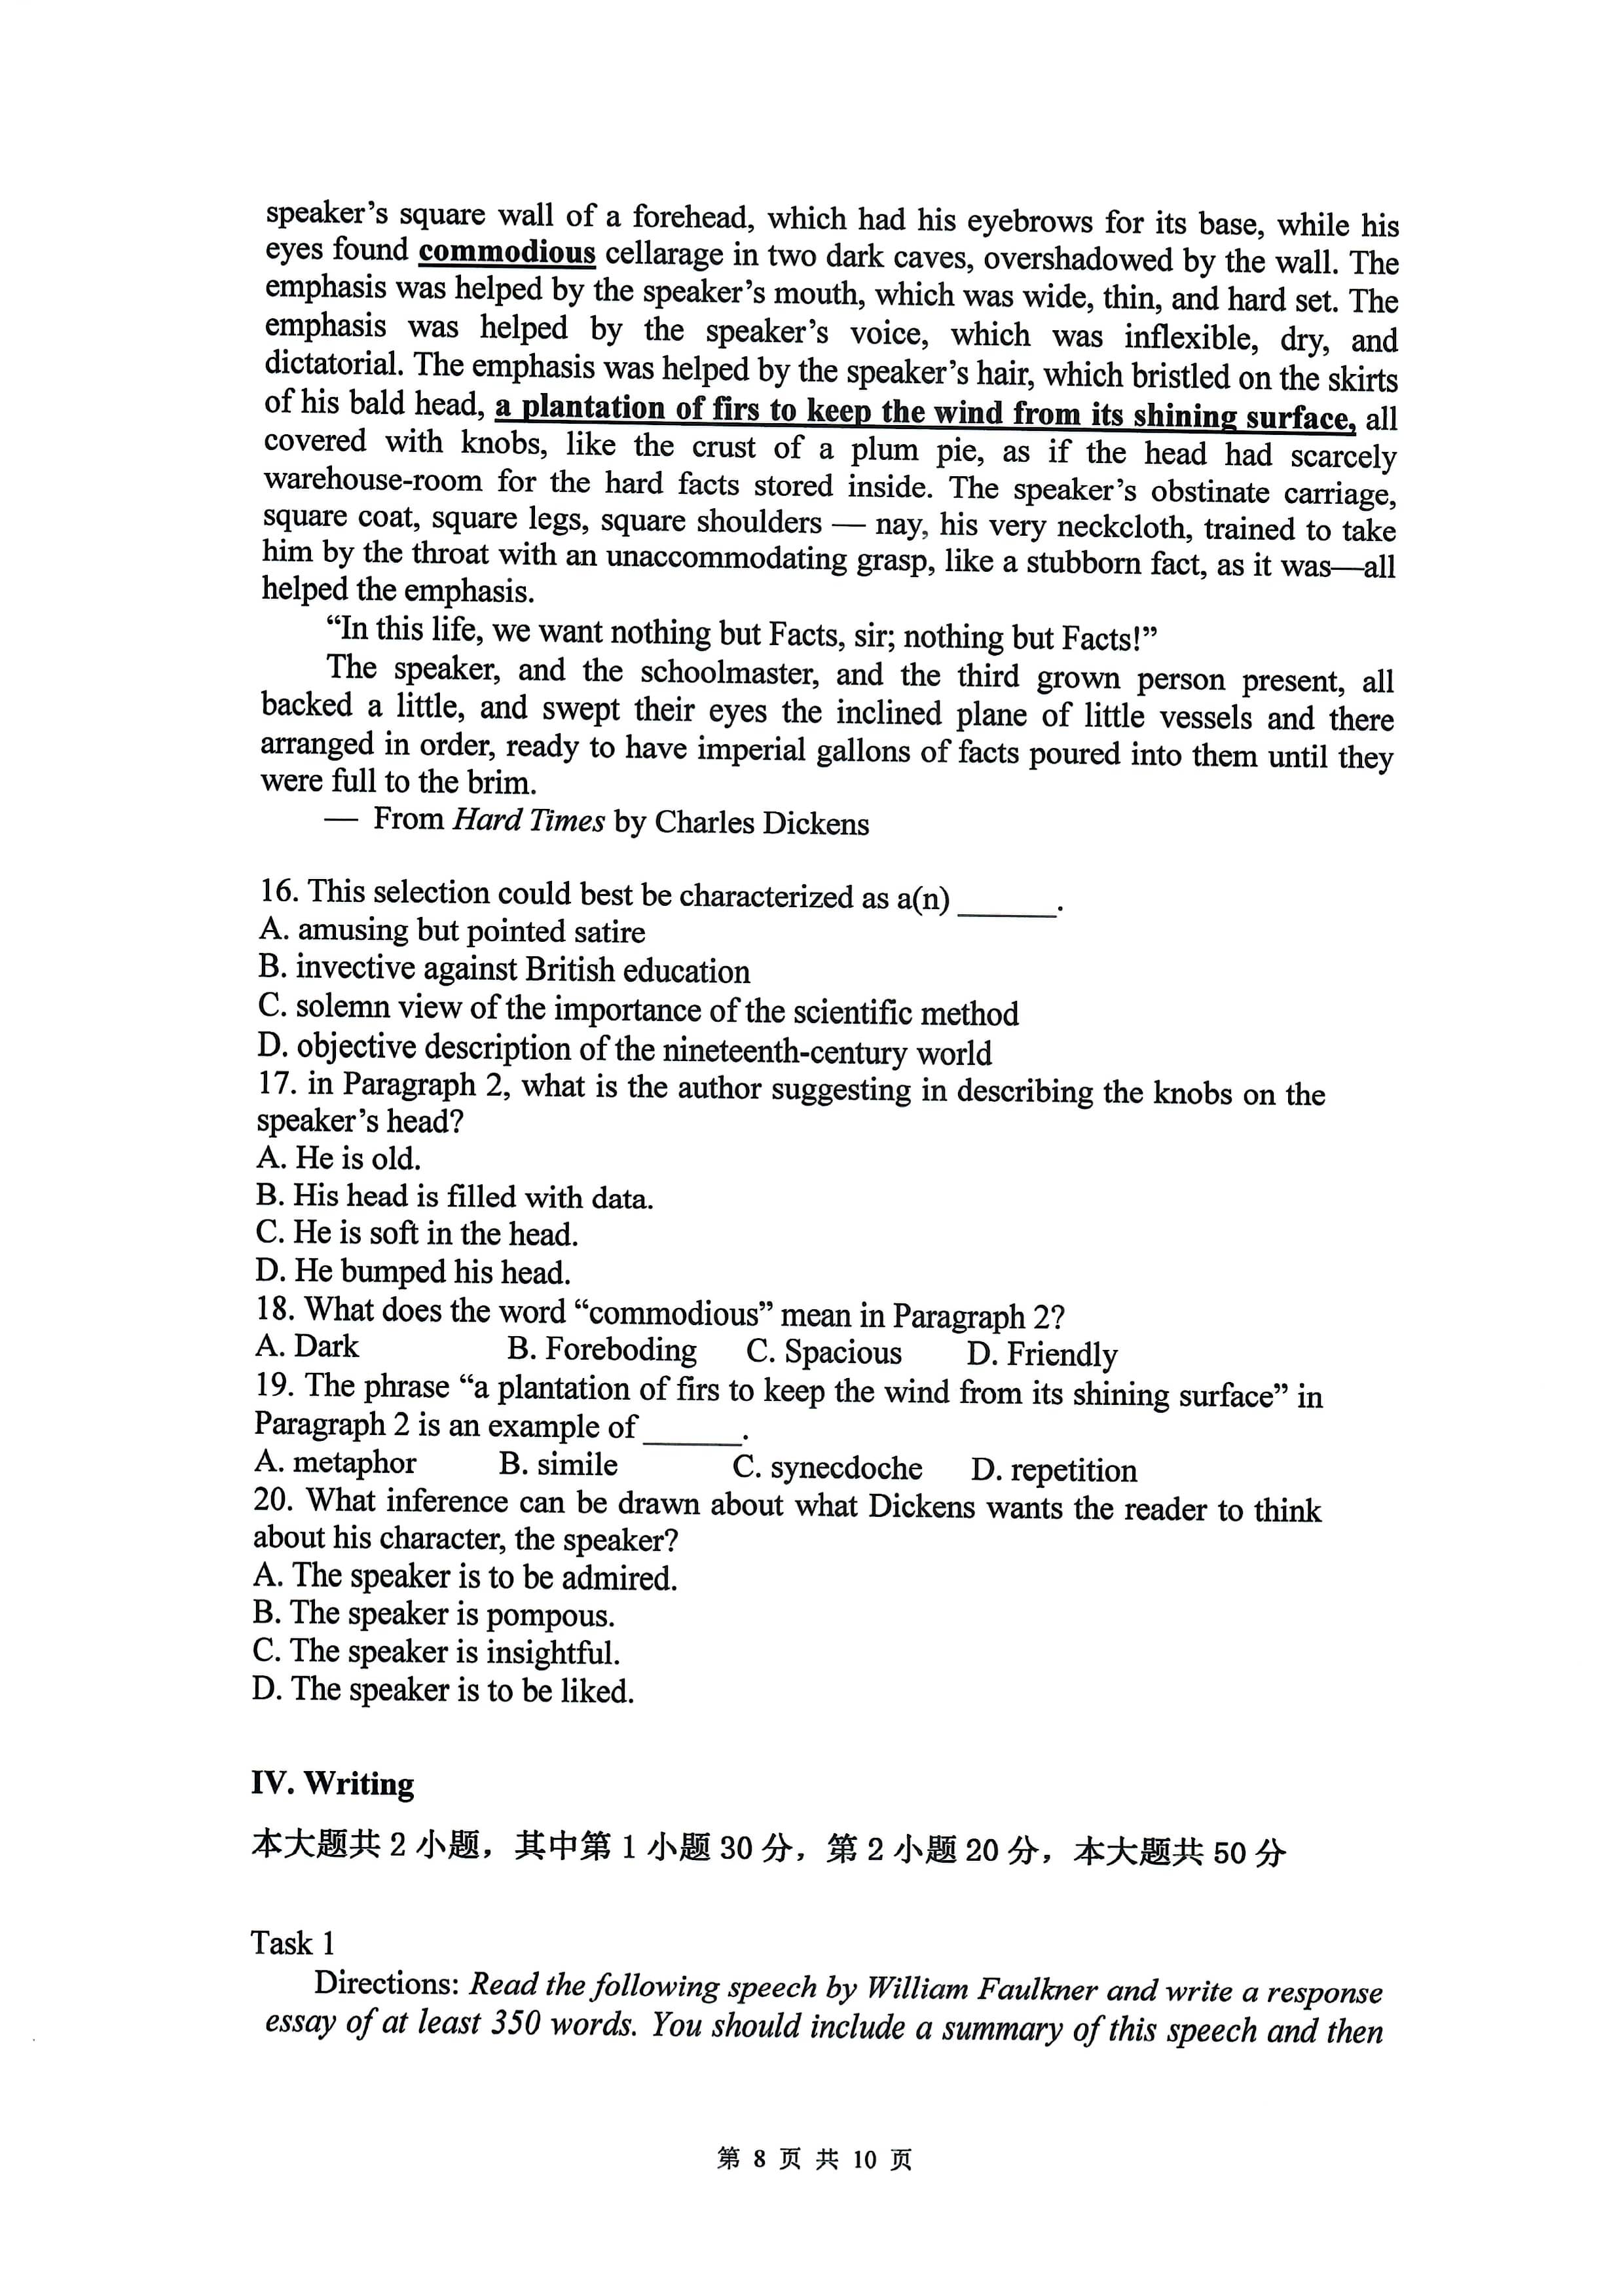 speaker's square wall of a forehead, which had his eyebrows for its base, while his
eyes found commodious cellarage in two dark caves, overshadowed by the wall. The
emphasis was helped by the speaker's mouth, which was wide, thin, and hard set. The
emphasis was helped by the speaker's voice, which was inflexible, dry, and
dictatorial. The emphasis was helped by the speaker's hair, which bristled on the skirts
of his bald head, a plantation of firs to keep the wind from its shining surface, all
covered with knobs, like the crust of a plum pie, as if the head had scarcely
warehouse-room for the hard facts stored inside. The speaker's obstinate carriage,
square coat, square legs, square shoulders — nay, his very neckcloth, trained to take
him by the throat with an unaccommodating grasp, like a stubborn fact, as it was—all
helped the emphasis.
“In this life, we want nothing but Facts, sir; nothing but Facts!”
The speaker, and the schoolmaster, and the third grown person present, all
backed a little, and swept their eyes the inclined plane of little vessels and there
arranged in order, ready to have imperial gallons of facts poured into them until they
were full to the brim.
— From Hard Times by Charles Dickens
16. This selection could best be characterized as a(n) ______.
A. amusing but pointed satire
B. invective against British education
C. solemn view of the importance of the scientific method
D. objective description of the nineteenth-century world
17. in Paragraph 2, what is the author suggesting in describing the knobs on the
speaker's head?
A. He is old.
B. His head is filled with data.
C. He is soft in the head.
D. He bumped his head.
18. What does the word “commodious” mean in Paragraph 2?
A. Dark B. Foreboding C. Spacious D. Friendly
19. The phrase “a plantation of firs to keep the wind from its shining surface” in
Paragraph 2 is an example of ______.
A. metaphor B. simile C. synecdoche D. repetition
20. What inference can be drawn about what Dickens wants the reader to think
about his character, the speaker?
A. The speaker is to be admired.
B. The speaker is pompous.
C. The speaker is insightful.
D. The speaker is to be liked.
IV. Writing
本大题共 2 小题，其中第 1 小题 30 分，第 2 小题 20 分，本大题共 50 分
Task 1
Directions: Read the following speech by William Faulkner and write a response
essay of at least 350 words. You should include a summary of this speech and then
第 8 页 共 10 页